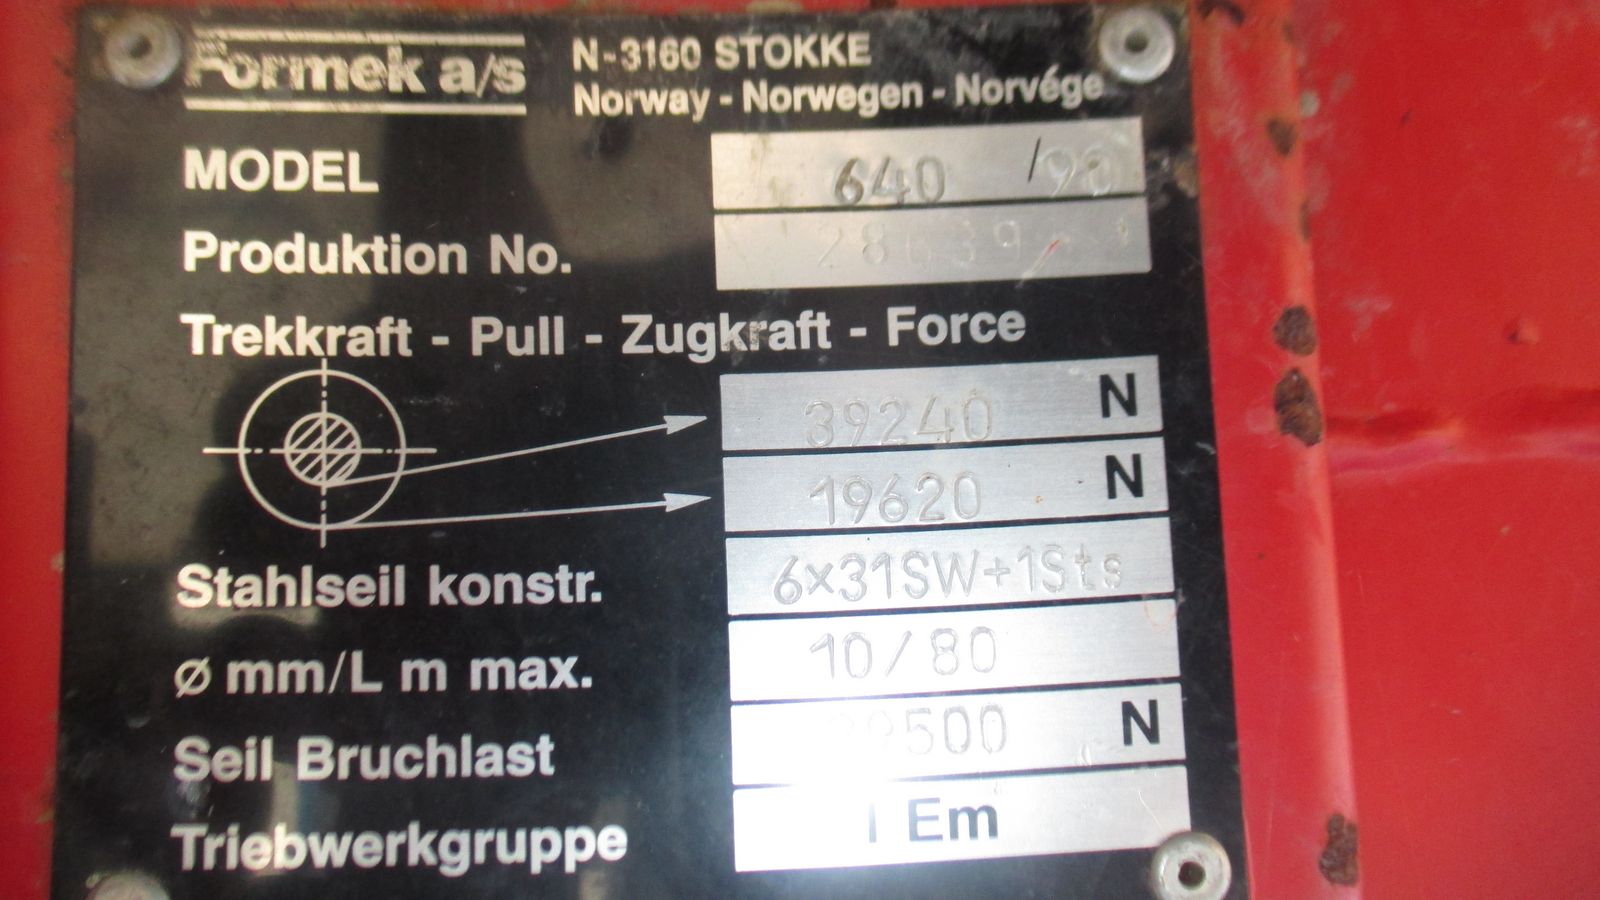 Formek a/s
N-3160 STOKKE
Norway - Norwegen - Norvége
MODEL 640 /90
Produktion No.
Trekkraft - Pull - Zugkraft - Force
39240 N
19620 N
Stahlseil konstr. 6x31SW+1Sts
ø mm/L m max. 10/80
Seil Bruchlast N
Triebwerkgruppe I Em